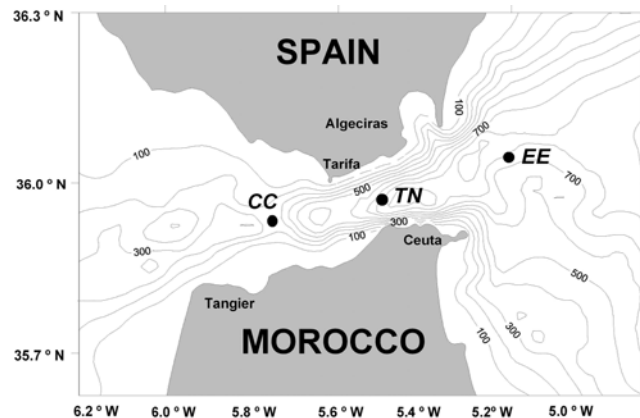 36.3 º N
SPAIN
100
Algeciras
700
100
Tarifa
EE
36.0 º N
500
700
CC
TN
300
300
100
Ceuta
500
Tangier
100
300
MOROCCO
35.7 º N
6.2 º W
6.0 º W
5.8 º W
5.6 º W
5.4 º W
5.2 º W
5.0 º W